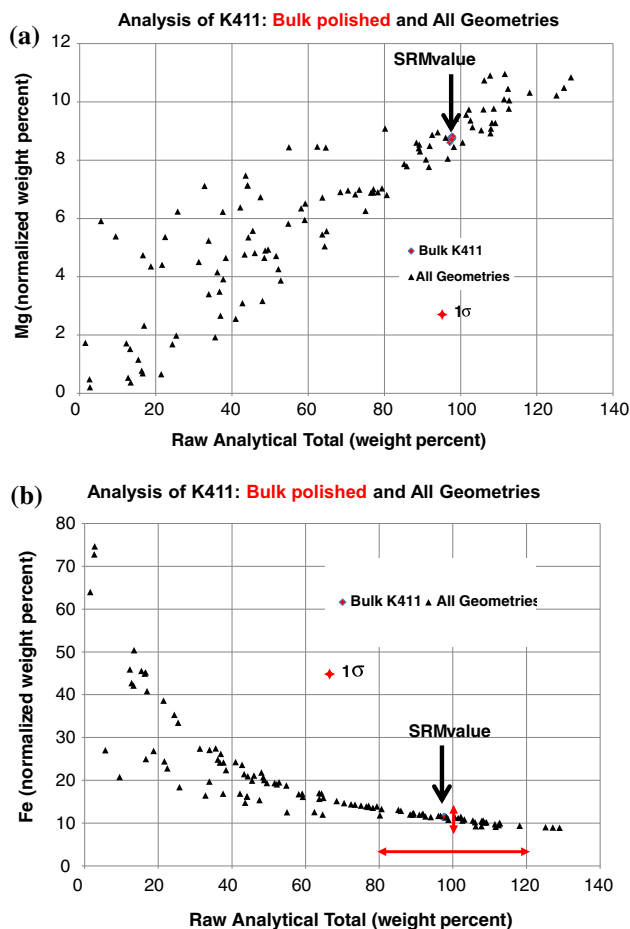 (a) Analysis of K411: Bulk polished and All Geometries
12
10
8
6
4
2
0
Mg (normalized weight percent)
SRMvalue
Bulk K411
All Geometries
1σ
0 20 40 60 80 100 120 140
Raw Analytical Total (weight percent)
(b) Analysis of K411: Bulk polished and All Geometries
80
70
60
50
40
30
20
10
0
Fe (normalized weight percent)
Bulk K411 All Geometries
1σ
SRMvalue
0 20 40 60 80 100 120 140
Raw Analytical Total (weight percent)